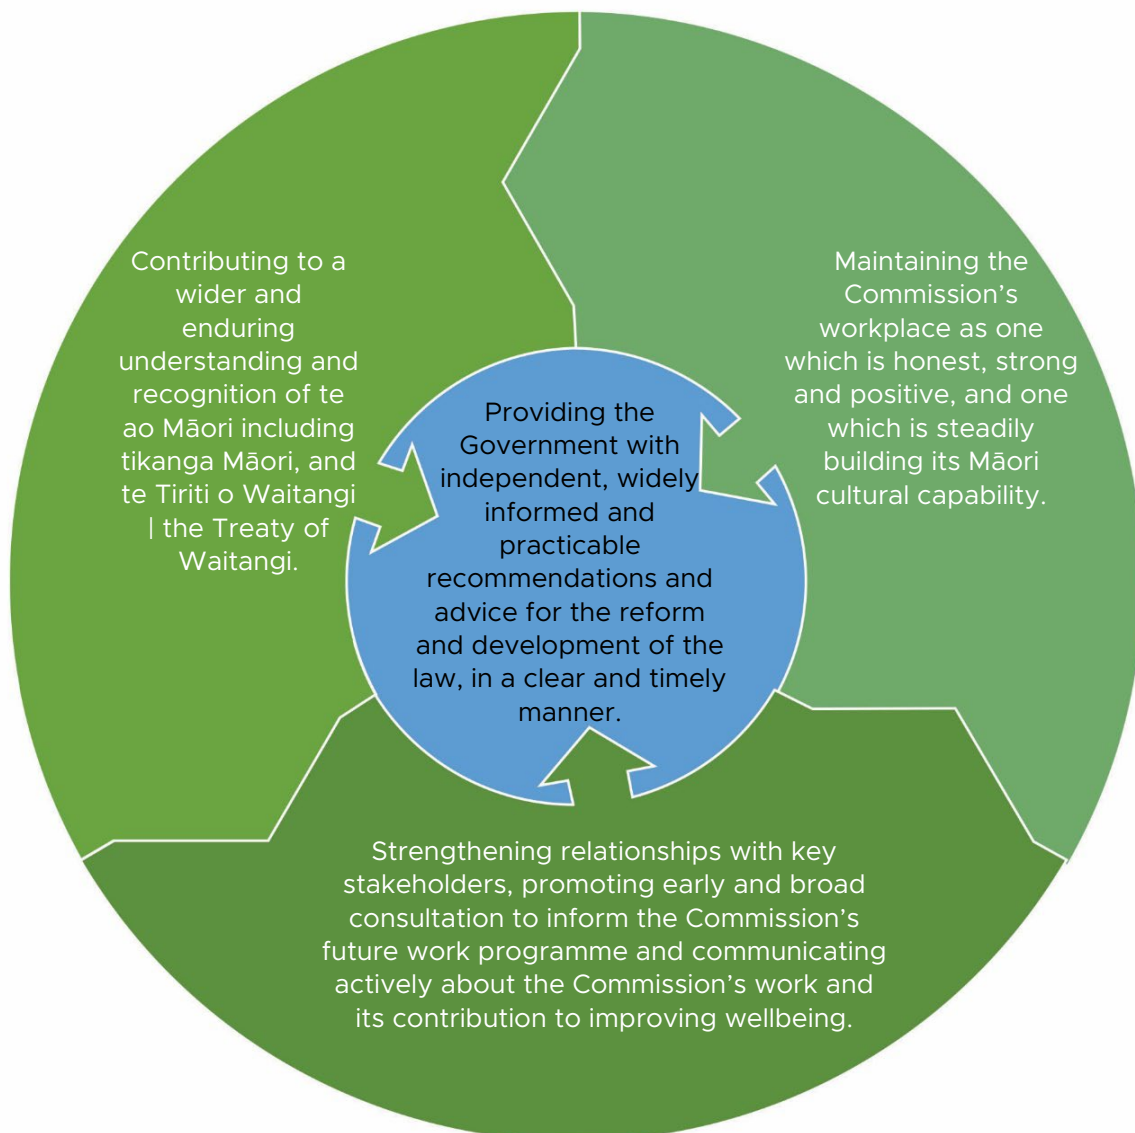 Contributing to a
wider and
enduring
understanding and
recognition of te
ao Māori including
tikanga Māori, and
te Tiriti o Waitangi
| the Treaty of
Waitangi.
Maintaining the
Commission’s
workplace as one
which is honest, strong
and positive, and one
which is steadily
building its Māori
cultural capability.
Providing the
Government with
independent, widely
informed and
practicable
recommendations and
advice for the reform
and development of the
law, in a clear and timely
manner.
Strengthening relationships with key
stakeholders, promoting early and broad
consultation to inform the Commission’s
future work programme and communicating
actively about the Commission’s work and
its contribution to improving wellbeing.